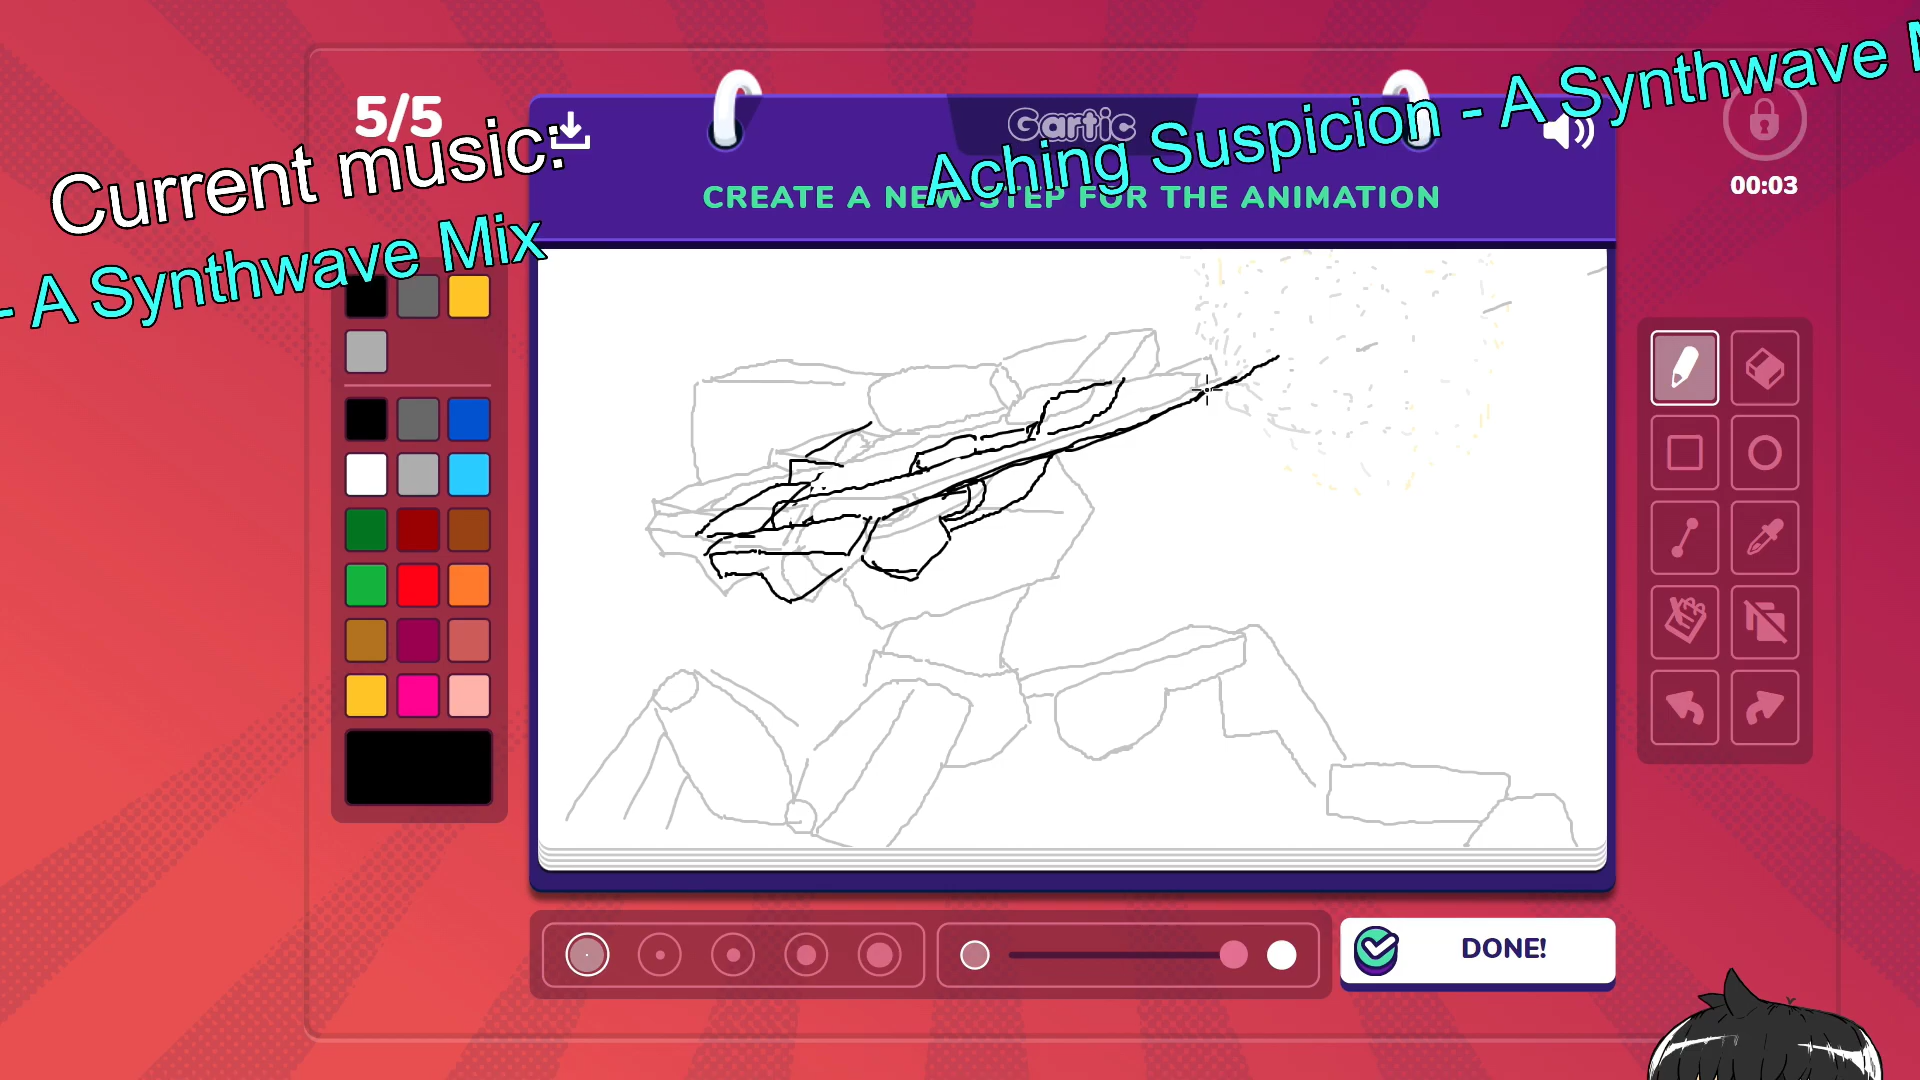 5/5
Current music:
- A Synthwave Mix
Gartic
Aching Suspicion - A Synthwave M
CREATE A NEW STEP FOR THE ANIMATION
00:03
DONE!